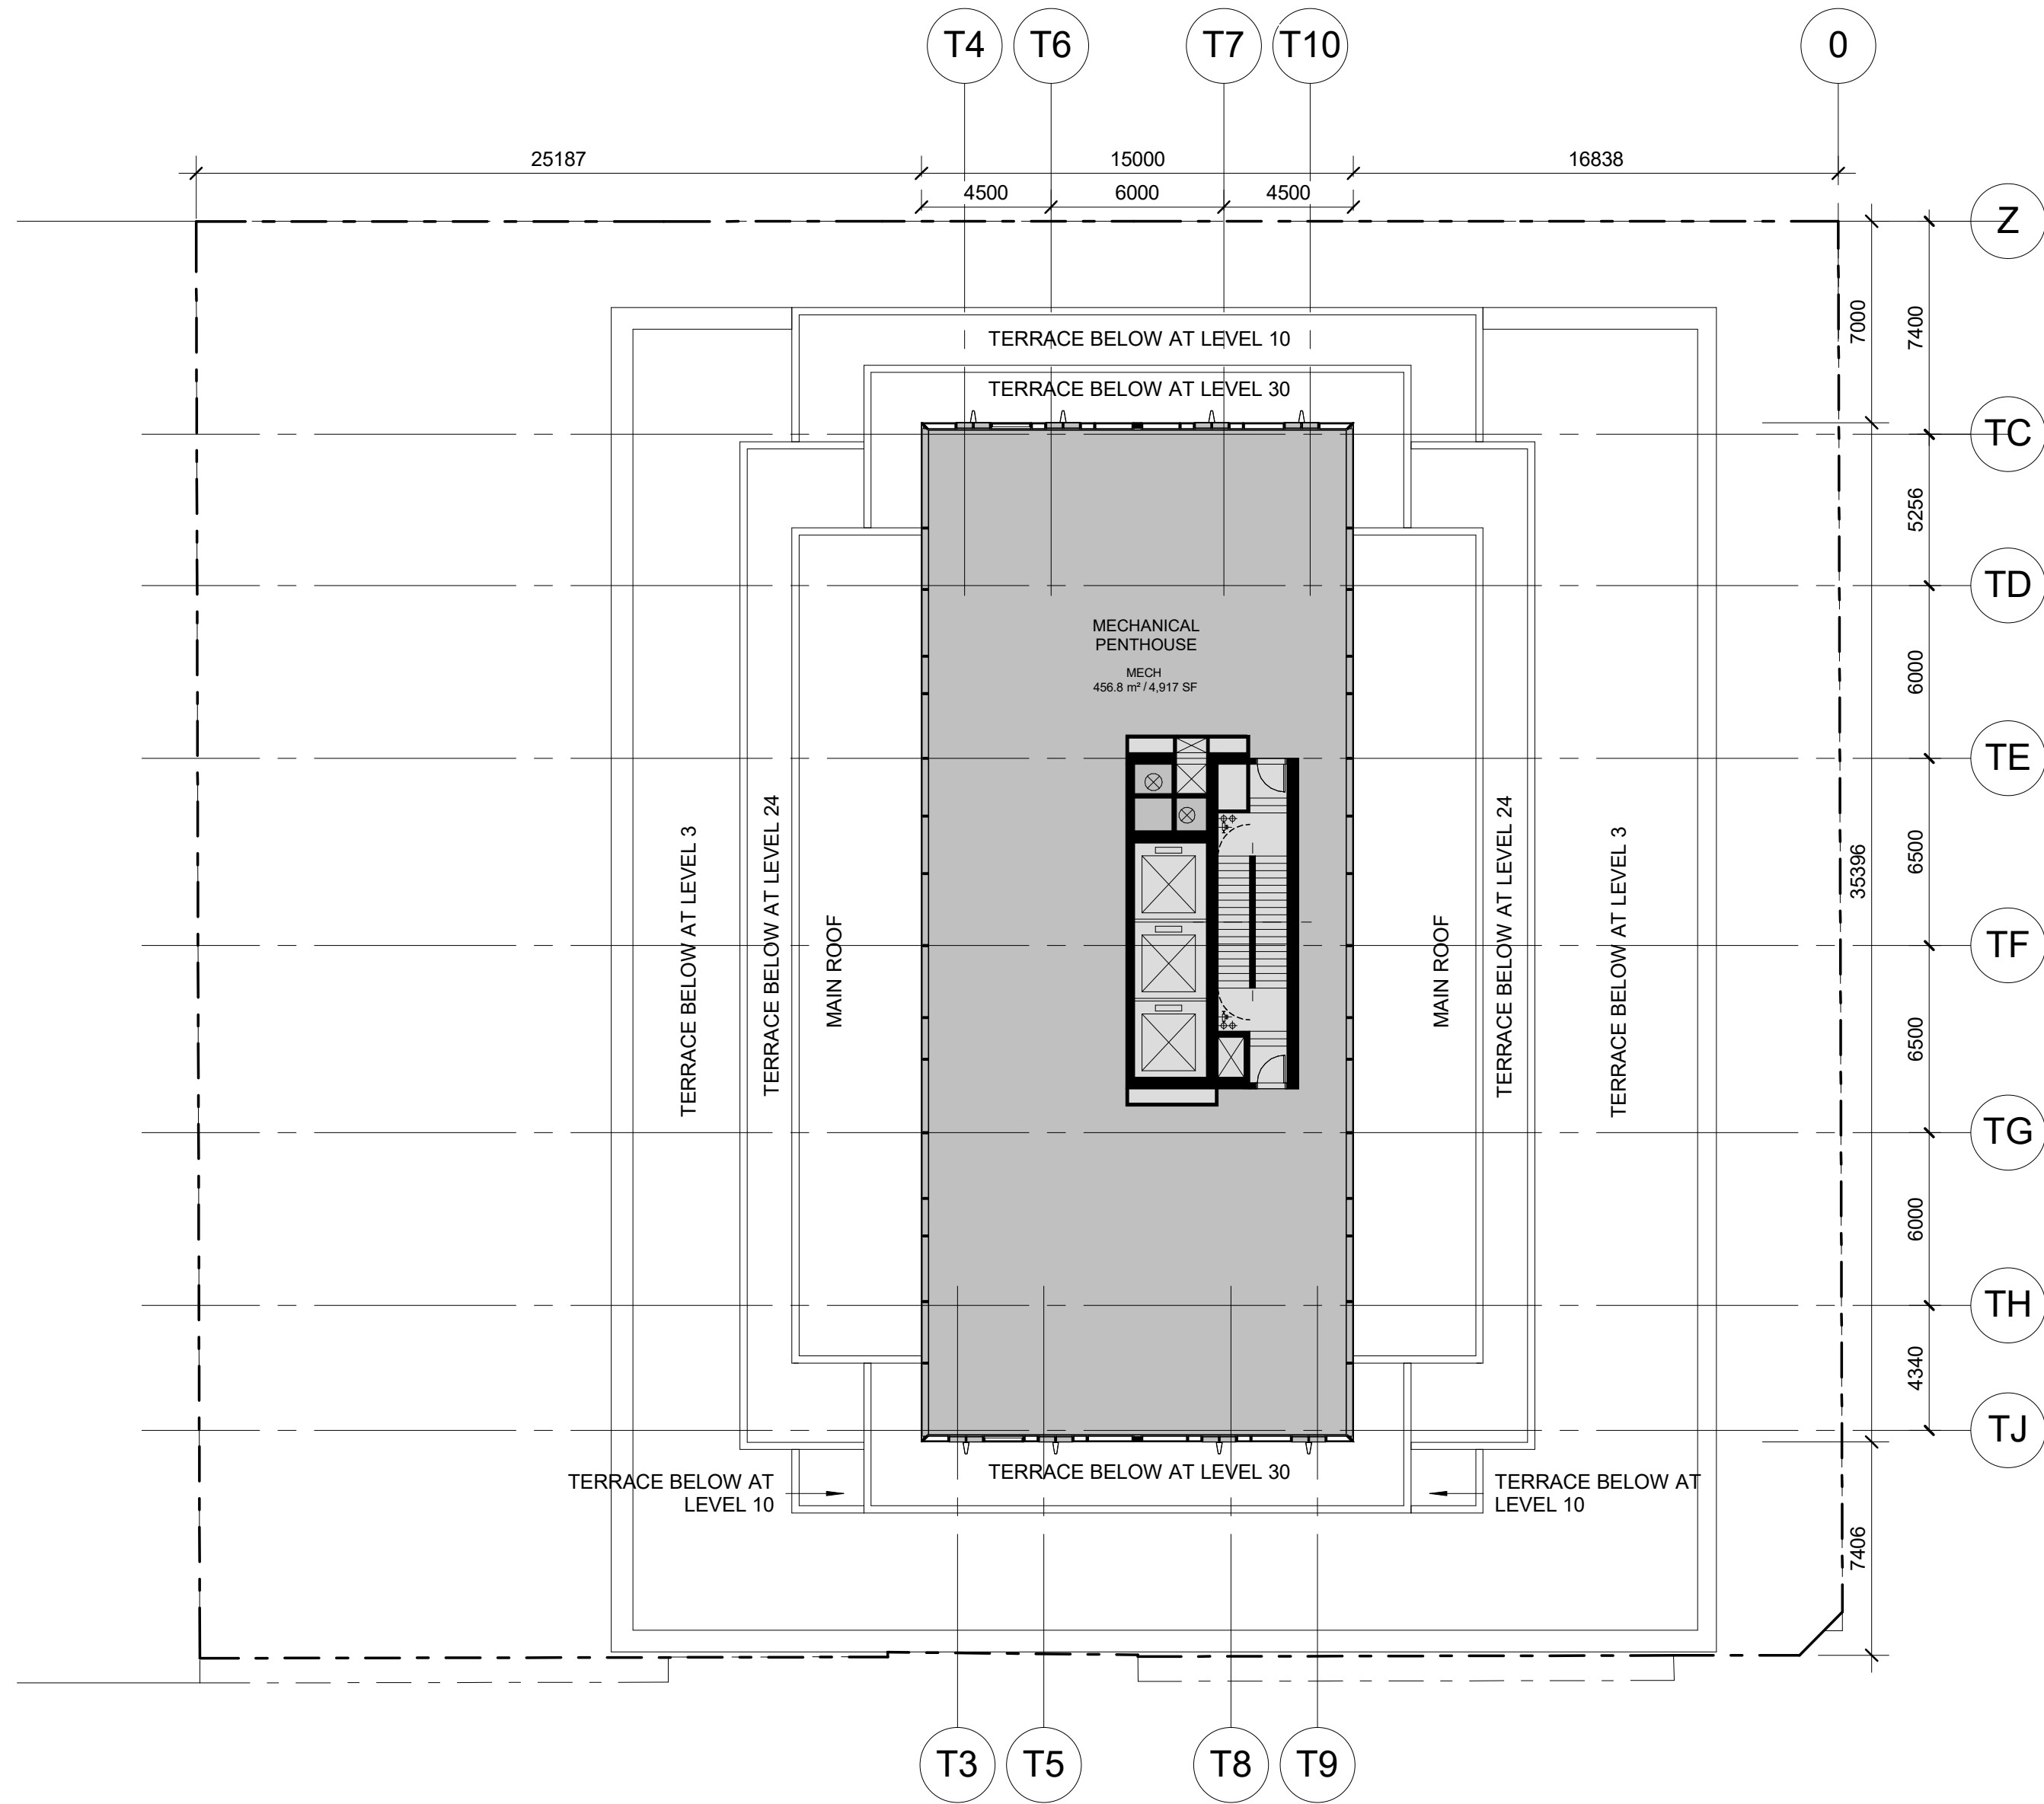 T4 T6 T7 T10 0
25187 15000 16838
4500 6000 4500
Z
7000
7400
TERRACE BELOW AT LEVEL 10
TERRACE BELOW AT LEVEL 30
TC
5256
TD
MECHANICAL
PENTHOUSE
MECH
456.8 m² / 4,917 SF
6000
TE
TERRACE BELOW AT LEVEL 3
TERRACE BELOW AT LEVEL 24
MAIN ROOF
MAIN ROOF
TERRACE BELOW AT LEVEL 24
TERRACE BELOW AT LEVEL 3
35396
6500
TF
6500
TG
6000
TH
4340
TJ
TERRACE BELOW AT LEVEL 30
TERRACE BELOW AT
LEVEL 10
TERRACE BELOW AT
LEVEL 10
7406
T3 T5 T8 T9